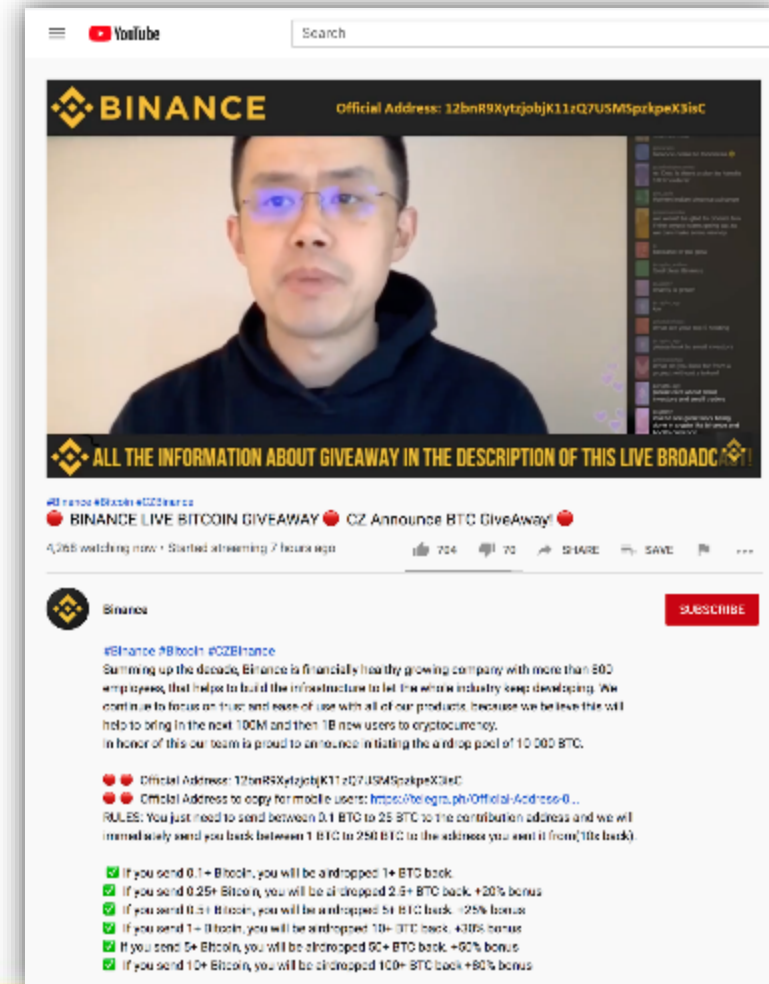 YouTube
Search
BINANCE
Official Address: 12bnR9XytzjobjK11zQ7USMSpzkpeX3isC
ALL THE INFORMATION ABOUT GIVEAWAY IN THE DESCRIPTION OF THIS LIVE BROADCAST!
#Binance #Bitcoin #CZBinance
BINANCE LIVE BITCOIN GIVEAWAY CZ Announce BTC GiveAway!
4,268 watching now • Started streaming 7 hours ago
704
70
SHARE
SAVE
Binance
SUBSCRIBE
#Binance #Bitcoin #CZBinance
Summing up the decade, Binance is financially healthy growing company with more than 600
employees, that helps to build the infrastructure to let the whole industry keep developing. We
continue to focus on trust and ease of use with all of our products, because we believe this will
help to bring in the next 100M and then 1B new users to cryptocurrency.
In honor of this our team is proud to announce initiating the airdrop pool of 10 000 BTC.
Official Address: 12bnR9XytzjobjK11zQ7USMSpzkpeX3isC
Official Address to copy for mobile users: https://telegra.ph/Official-Address-0...
RULES: You just need to send between 0.1 BTC to 25 BTC to the contribution address and we will
immediately send you back between 1 BTC to 250 BTC to the address you sent it from(10x back).
If you send 0.1+ Bitcoin, you will be airdropped 1+ BTC back.
If you send 0.25+ Bitcoin, you will be airdropped 2.5+ BTC back. +20% bonus
If you send 0.5+ Bitcoin, you will be airdropped 5+ BTC back. +25% bonus
If you send 1+ Bitcoin, you will be airdropped 10+ BTC back. +30% bonus
If you send 5+ Bitcoin, you will be airdropped 50+ BTC back. +50% bonus
If you send 10+ Bitcoin, you will be airdropped 100+ BTC back +80% bonus